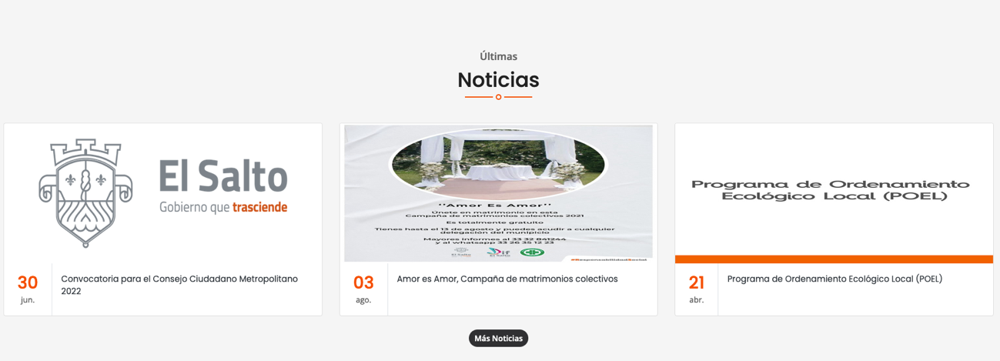 Últimas
Noticias
El Salto
Gobierno que trasciende
30
jun.
Convocatoria para el Consejo Ciudadano Metropolitano
2022
''Amor Es Amor''
Únete en matrimonio en esta
Campaña de matrimonios colectivos 2021
Es totalmente gratuito
Tienes hasta el 13 de agosto y puedes acudir a cualquier
delegación del municipio
Mayores informes al 33 32 841244
y al whatsapp 33 26 35 12 23
El Salto
Dif
El Salto
#ResponsabilidadSocial
03
ago.
Amor es Amor, Campaña de matrimonios colectivos
Programa de Ordenamiento
Ecológico Local (POEL)
21
abr.
Programa de Ordenamiento Ecológico Local (POEL)
Más Noticias